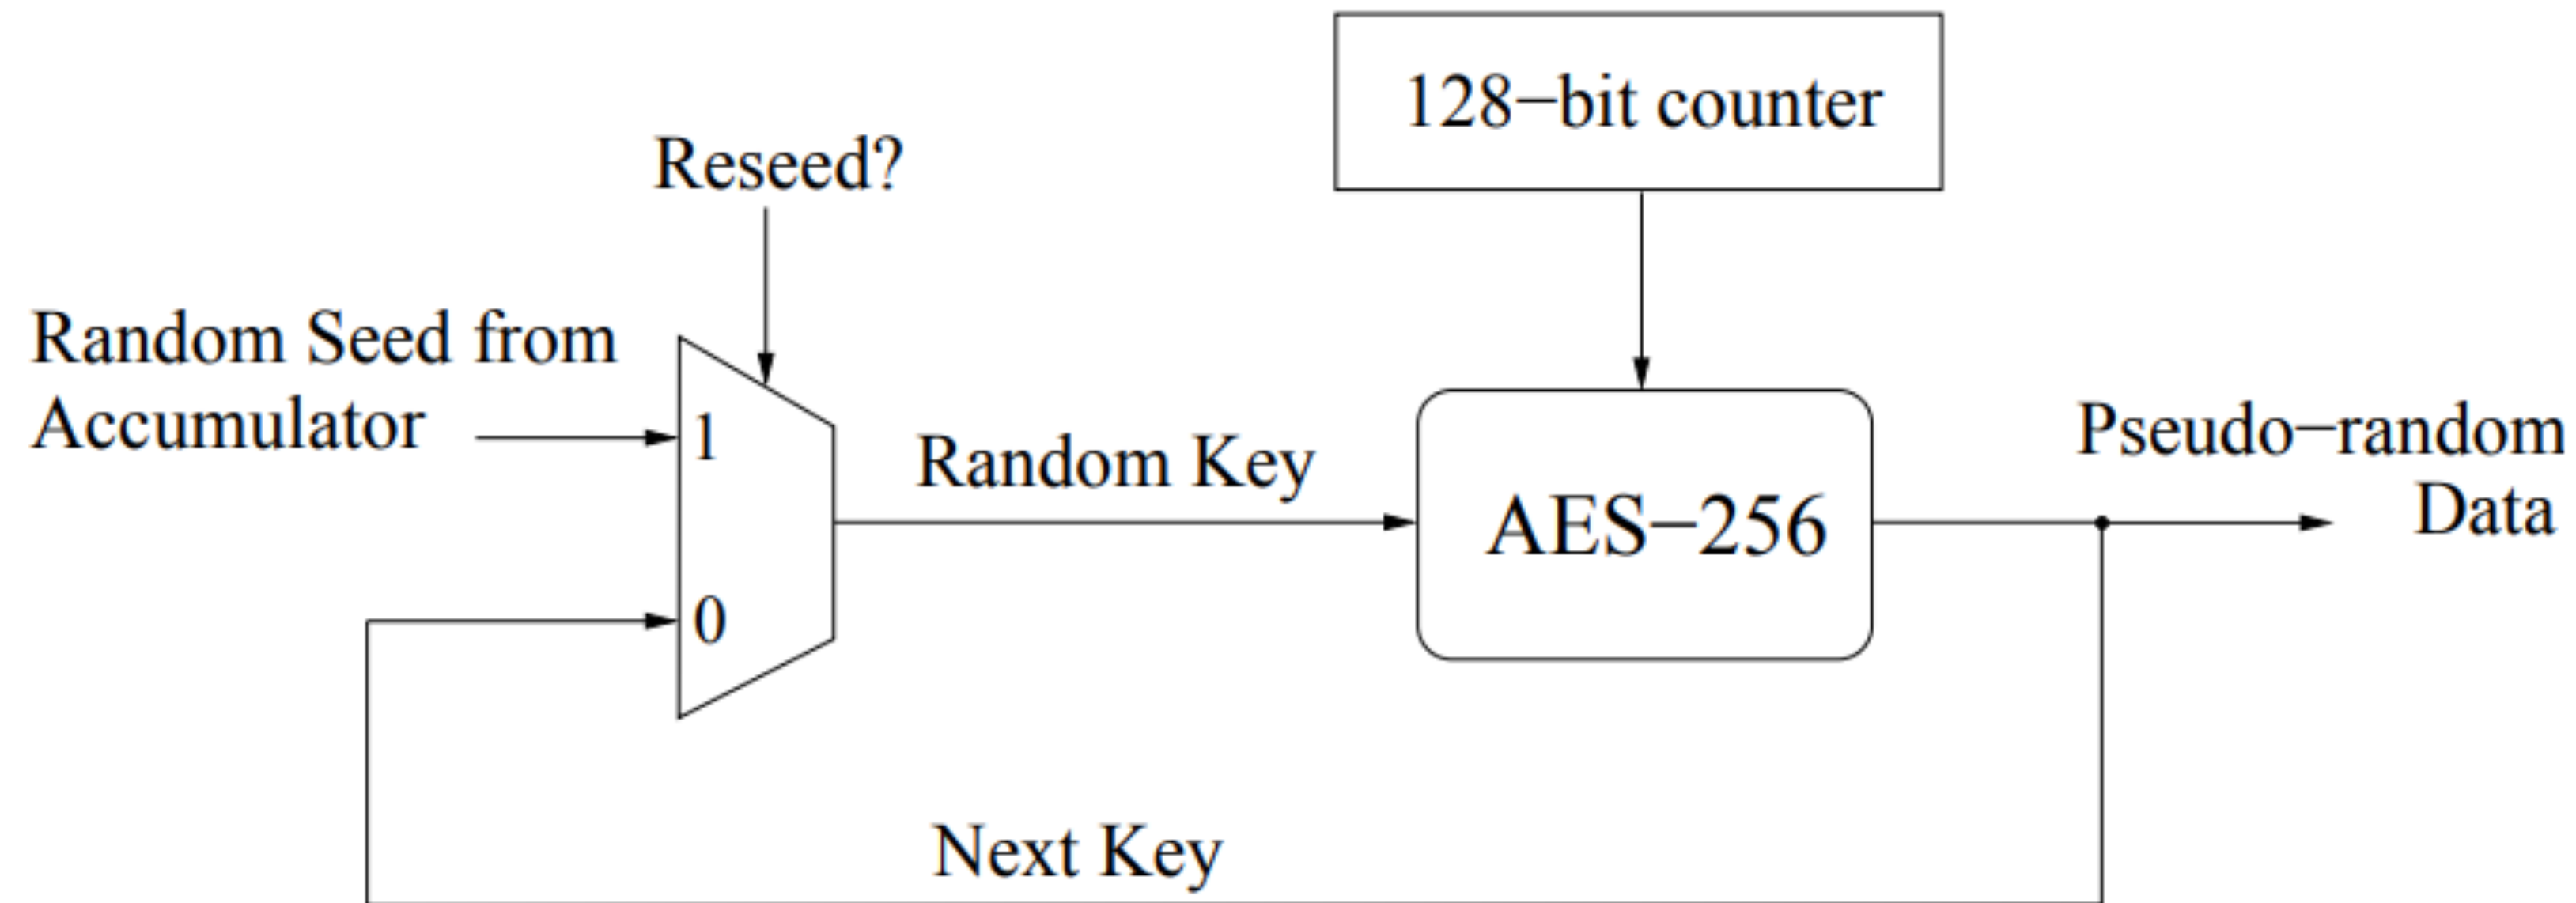 128−bit counter
Reseed?
Random Seed from
Accumulator
1
Random Key
Pseudo−random
Data
AES−256
0
Next Key